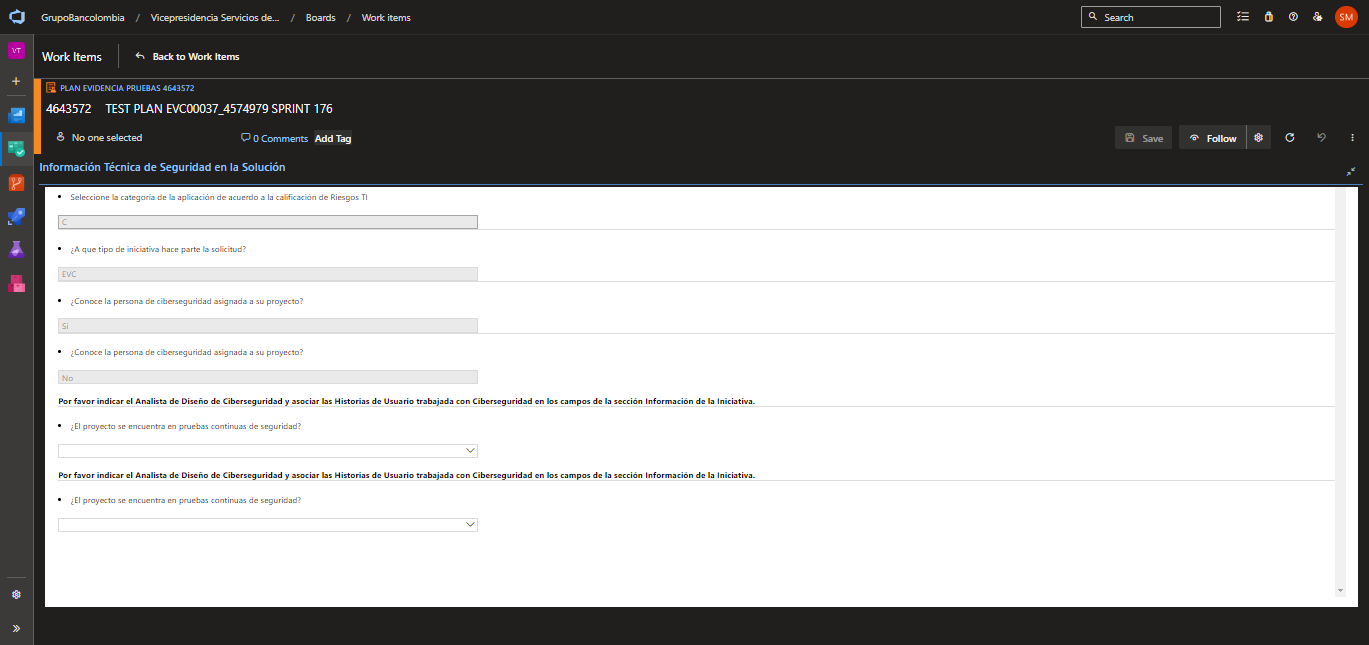 GrupoBancolombia / Vicepresidencia Servicios de... / Boards / Work items
Search
SM
VT
Work Items
Back to Work Items
PLAN EVIDENCIA PRUEBAS 4643572
4643572 TEST PLAN EVC00037_4574979 SPRINT 176
No one selected
0 Comments
Add Tag
Save
Follow
Información Técnica de Seguridad en la Solución
• Seleccione la categoría de la aplicación de acuerdo a la calificación de Riesgos TI
C
• ¿A que tipo de iniciativa hace parte la solicitud?
EVC
• ¿Conoce la persona de ciberseguridad asignada a su proyecto?
Si
• ¿Conoce la persona de ciberseguridad asignada a su proyecto?
No
Por favor indicar el Analista de Diseño de Ciberseguridad y asociar las Historias de Usuario trabajada con Ciberseguridad en los campos de la sección Información de la Iniciativa.
• ¿El proyecto se encuentra en pruebas continuas de seguridad?
Por favor indicar el Analista de Diseño de Ciberseguridad y asociar las Historias de Usuario trabajada con Ciberseguridad en los campos de la sección Información de la Iniciativa.
• ¿El proyecto se encuentra en pruebas continuas de seguridad?